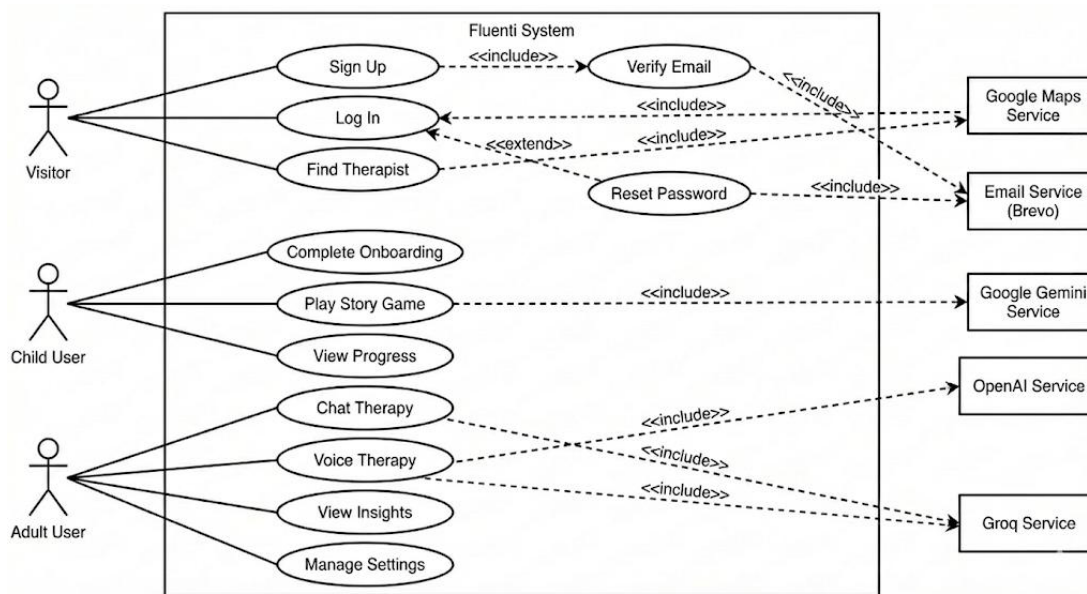 Fluenti System
Sign Up
<<include>>
Verify Email
<<include>>
Log In
<<include>>
Google Maps
Service
Visitor
Find Therapist
<<extend>>
<<include>>
Reset Password
<<include>>
Email Service
(Brevo)
Complete Onboarding
Child User
Play Story Game
<<include>>
Google Gemini
Service
View Progress
Chat Therapy
<<include>>
OpenAI Service
Adult User
Voice Therapy
<<include>>
<<include>>
View Insights
Groq Service
Manage Settings